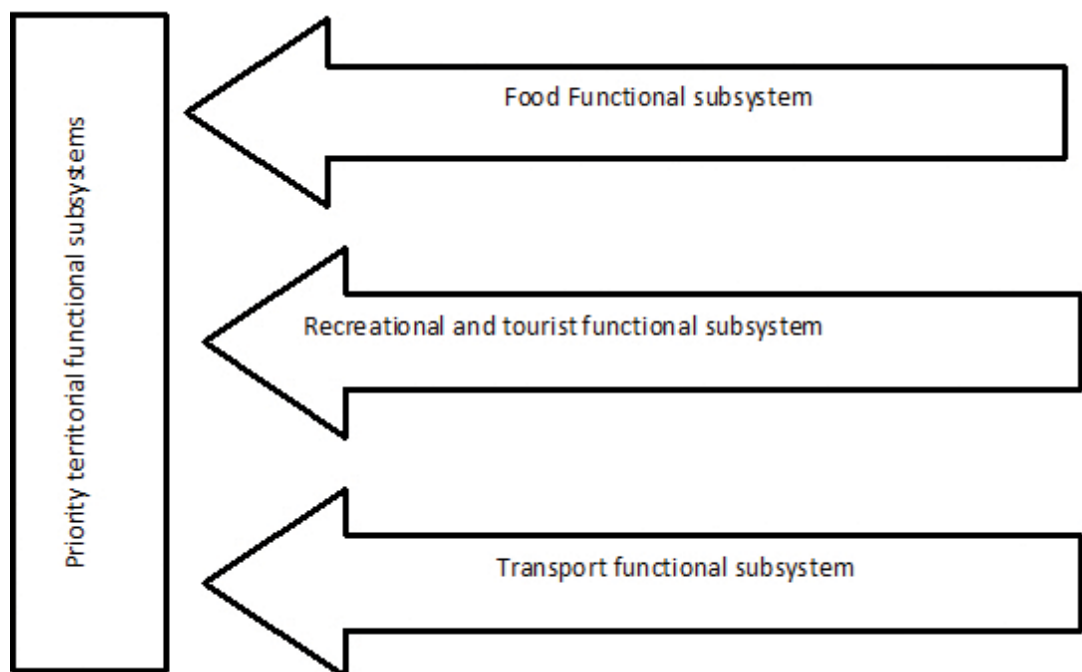 Priority territorial functional subsystems
Food Functional subsystem
Recreational and tourist functional subsystem
Transport functional subsystem